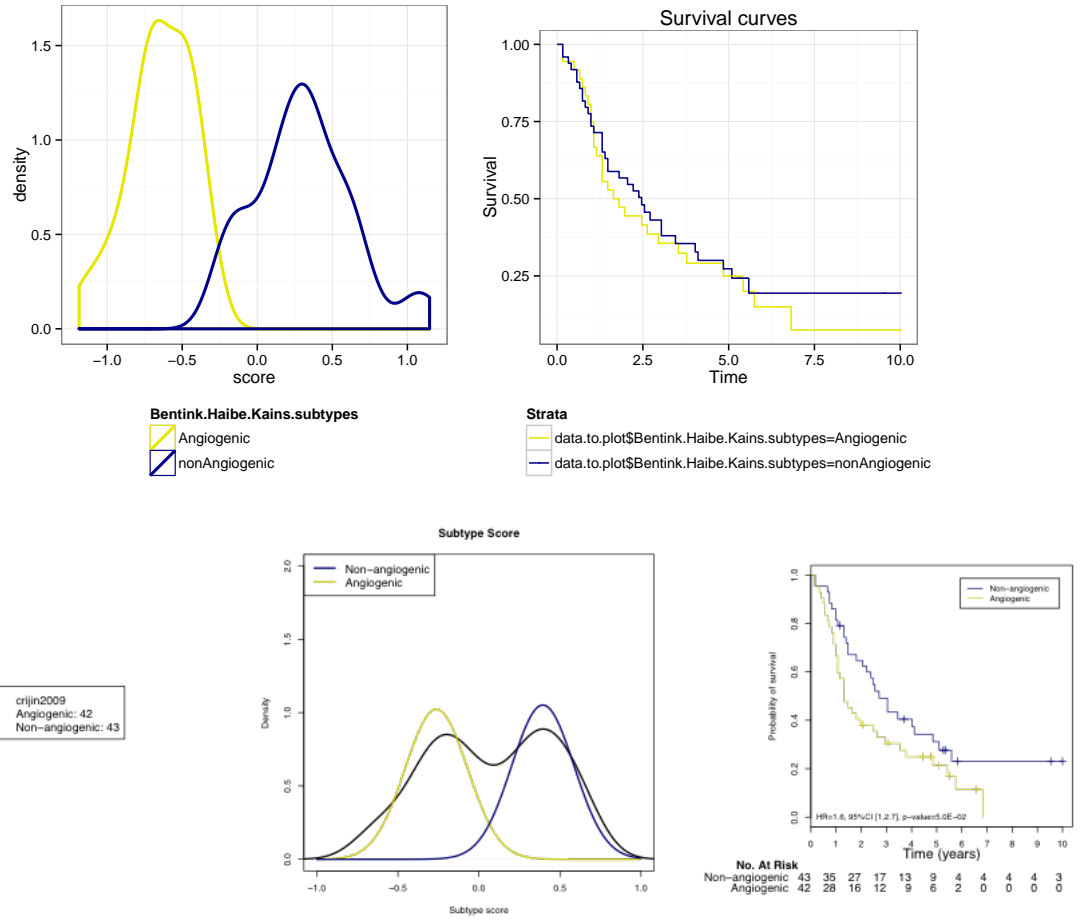 Survival curves
1.5
1.0
0.5
0.0
density
−1.0 −0.5 0.0 0.5 1.0
score
1.00
0.75
0.50
0.25
Survival
0.0 2.5 5.0 7.5 10.0
Time
Bentink.Haibe.Kains.subtypes
Angiogenic
nonAngiogenic
Strata
data.to.plot$Bentink.Haibe.Kains.subtypes=Angiogenic
data.to.plot$Bentink.Haibe.Kains.subtypes=nonAngiogenic
crijin2009
Angiogenic: 42
Non−angiogenic: 43
Subtype Score
Non−angiogenic
Angiogenic
2.0
1.5
1.0
0.5
0.0
Density
−1.0 −0.5 0.0 0.5 1.0
Subtype score
Non−angiogenic
Angiogenic
1.0
0.8
0.6
0.4
0.2
0.0
Probability of survival
HR=1.6, 95%CI [1,2.7], p−value=5.0E−02
0 1 2 3 4 5 6 7 8 9 10
Time (years)
No. At Risk
Non−angiogenic 43 35 27 17 13 9 4 4 4 4 3
Angiogenic 42 28 16 12 9 6 2 0 0 0 0